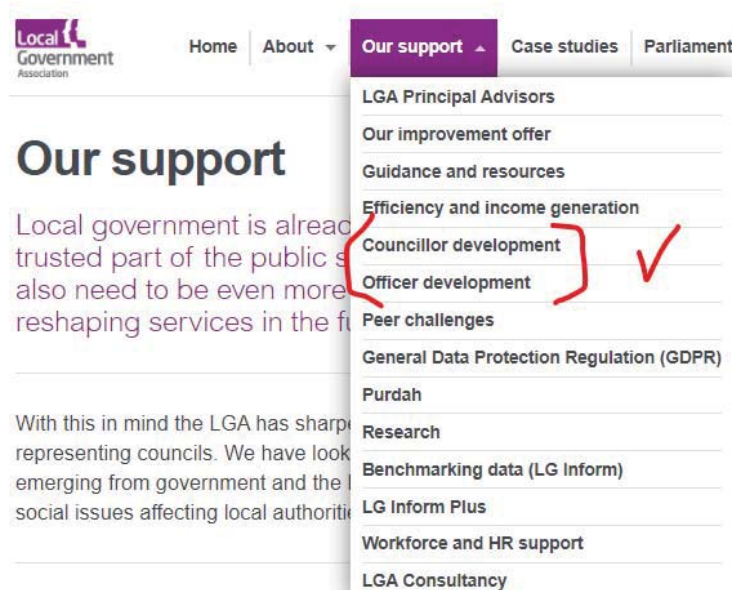 Local
Government
Association
Home About Our support Case studies Parliament
LGA Principal Advisors
Our improvement offer
Guidance and resources
Efficiency and income generation
Councillor development
Officer development
Peer challenges
General Data Protection Regulation (GDPR)
Purdah
Research
Benchmarking data (LG Inform)
LG Inform Plus
Workforce and HR support
LGA Consultancy
Our support
Local government is alread
trusted part of the public s
also need to be even more
reshaping services in the fu
With this in mind the LGA has sharpe
representing councils. We have look
emerging from government and the
social issues affecting local authoritie